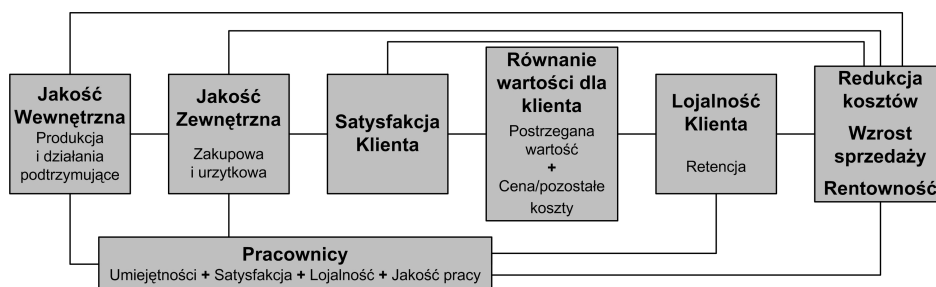 Jakość
Wewnętrzna
Produkcja
i działania
podtrzymujące
Jakość
Zewnętrzna
Zakupowa
i urzytkowa
Satysfakcja
Klienta
Równanie
wartości dla
klienta
Postrzegana
wartość
+
Cena/pozostałe
koszty
Lojalność
Klienta
Retencja
Redukcja
kosztów
Wzrost
sprzedaży
Rentowność
Pracownicy
Umiejętności + Satysfakcja + Lojalność + Jakość pracy